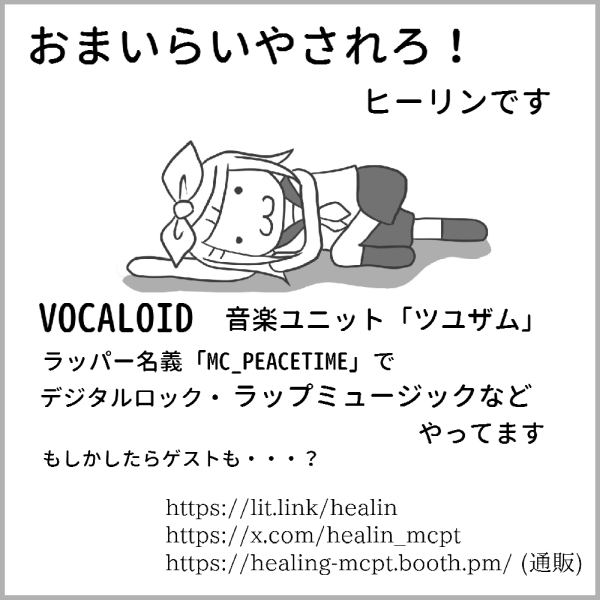 おまいらいやされろ！
ヒーリンです
VOCALOID 音楽ユニット「ツユザム」
ラッパー名義「MC_PEACETIME」で
デジタルロック・ラップミュージックなど
やってます
もしかしたらゲストも・・・？
https://lit.link/healin
https://x.com/healin_mcpt
https://healing-mcpt.booth.pm/ (通販)